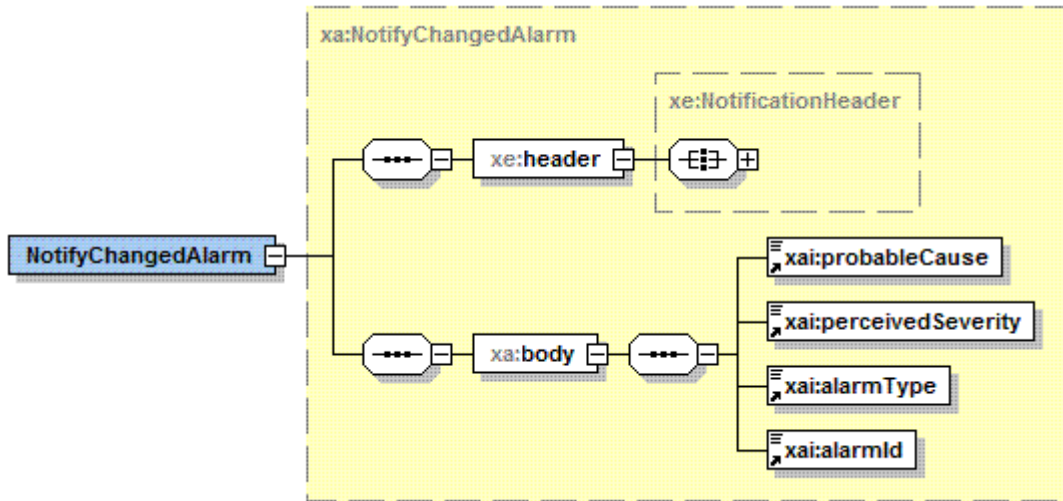 xa:NotifyChangedAlarm
xe:NotificationHeader
xe:header
NotifyChangedAlarm
xai:probableCause
xai:perceivedSeverity
xa:body
xai:alarmType
xai:alarmId